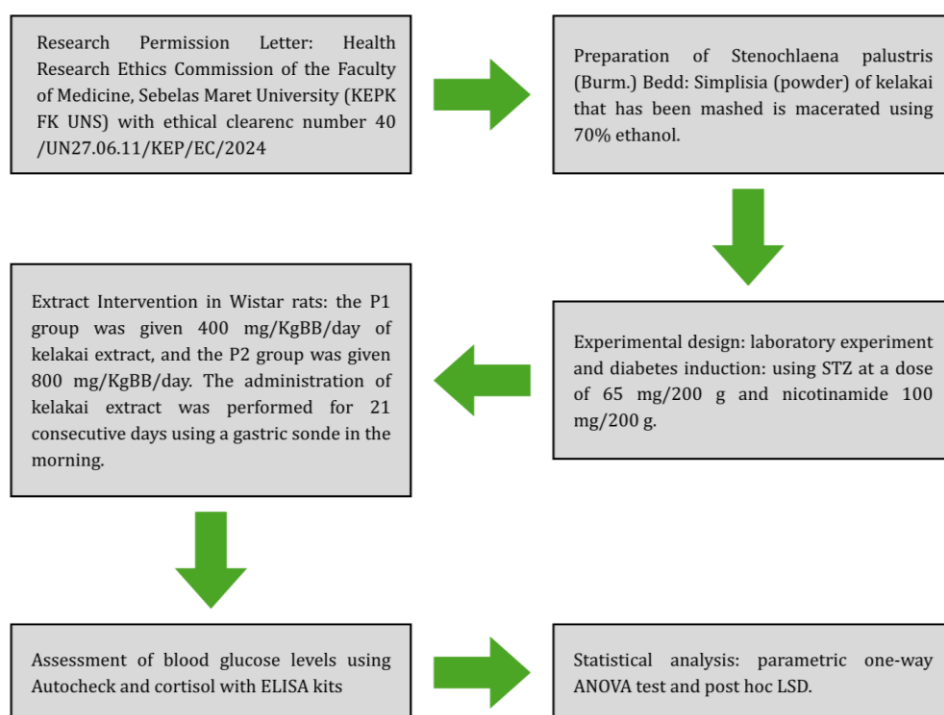 Research Permission Letter: Health
Research Ethics Commission of the Faculty
of Medicine, Sebelas Maret University (KEPK
FK UNS) with ethical clearenc number 40
/UN27.06.11/KEP/EC/2024
Preparation of Stenochlaena palustris
(Burm.) Bedd: Simplisia (powder) of kelakai
that has been mashed is macerated using
70% ethanol.
Experimental design: laboratory experiment
and diabetes induction: using STZ at a dose
of 65 mg/200 g and nicotinamide 100
mg/200 g.
Extract Intervention in Wistar rats: the P1
group was given 400 mg/KgBB/day of
kelakai extract, and the P2 group was given
800 mg/KgBB/day. The administration of
kelakai extract was performed for 21
consecutive days using a gastric sonde in the
morning.
Assessment of blood glucose levels using
Autocheck and cortisol with ELISA kits
Statistical analysis: parametric one-way
ANOVA test and post hoc LSD.